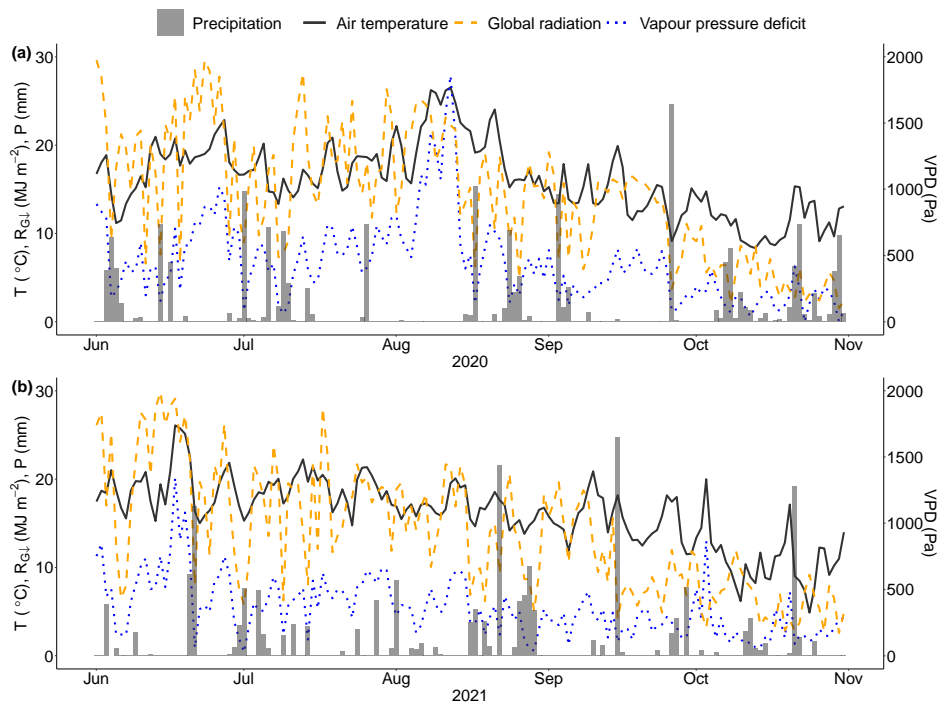 Precipitation Air temperature Global radiation Vapour pressure deficit
(a)
30
20
10
0
T (°C), RG↓ (MJ m−2), P (mm)
2000
1500
1000
500
0
VPD (Pa)
Jun Jul Aug Sep Oct Nov
2020
(b)
30
20
10
0
T (°C), RG↓ (MJ m−2), P (mm)
2000
1500
1000
500
0
VPD (Pa)
Jun Jul Aug Sep Oct Nov
2021